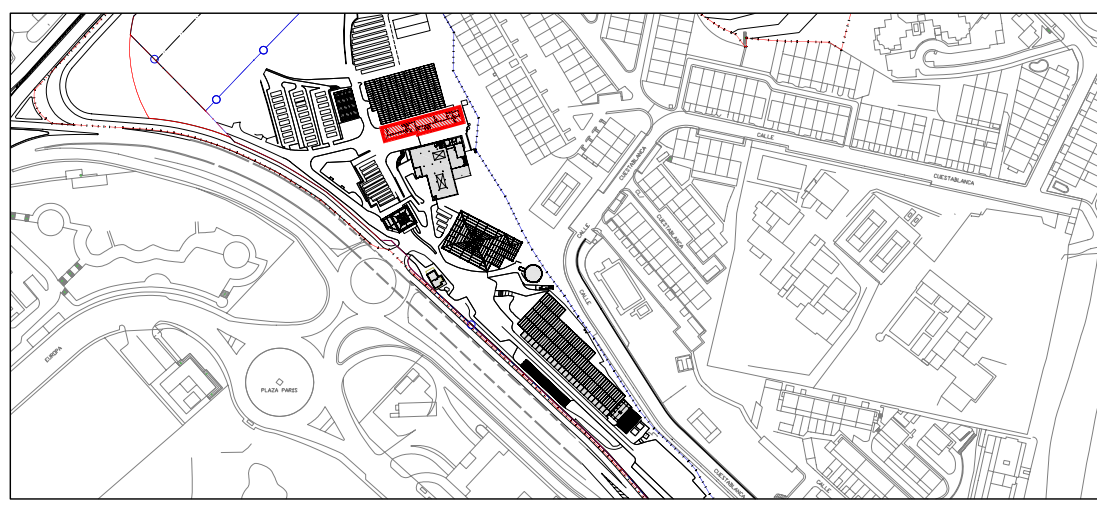 CALLE
CUESTABLANCA
CUESTABLANCA
CUESTABLANCA
CALLE
CALLE
EUROPA
PLAZA PARIS
CUESTABLANCA
CALLE